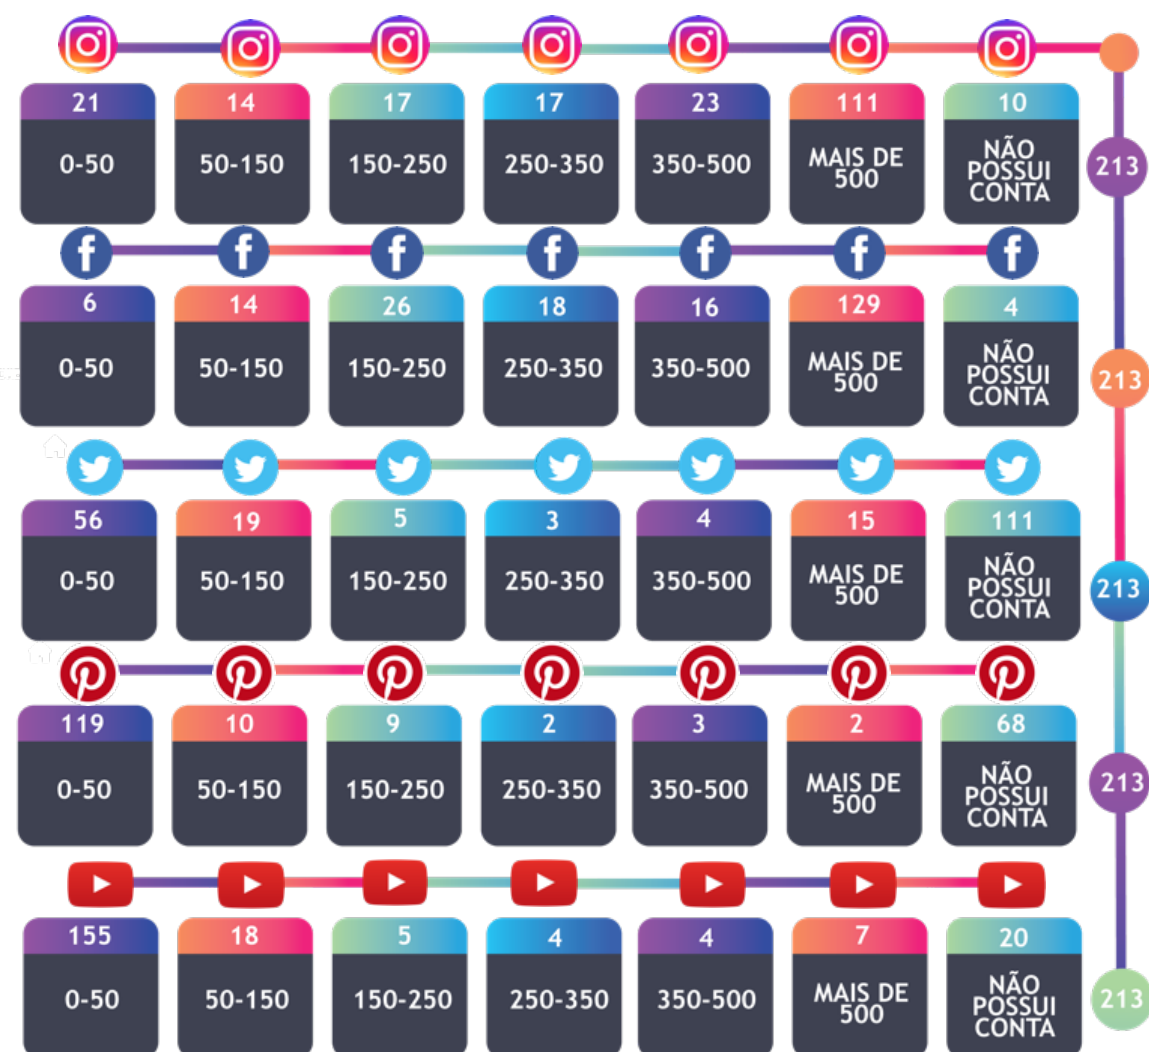 21 14 17 17 23 111 10
0-50 50-150 150-250 250-350 350-500 MAIS DE 500 NÃO POSSUI CONTA
213
6 14 26 18 16 129 4
0-50 50-150 150-250 250-350 350-500 MAIS DE 500 NÃO POSSUI CONTA
213
56 19 5 3 4 15 111
0-50 50-150 150-250 250-350 350-500 MAIS DE 500 NÃO POSSUI CONTA
213
119 10 9 2 3 2 68
0-50 50-150 150-250 250-350 350-500 MAIS DE 500 NÃO POSSUI CONTA
213
155 18 5 4 4 7 20
0-50 50-150 150-250 250-350 350-500 MAIS DE 500 NÃO POSSUI CONTA
213